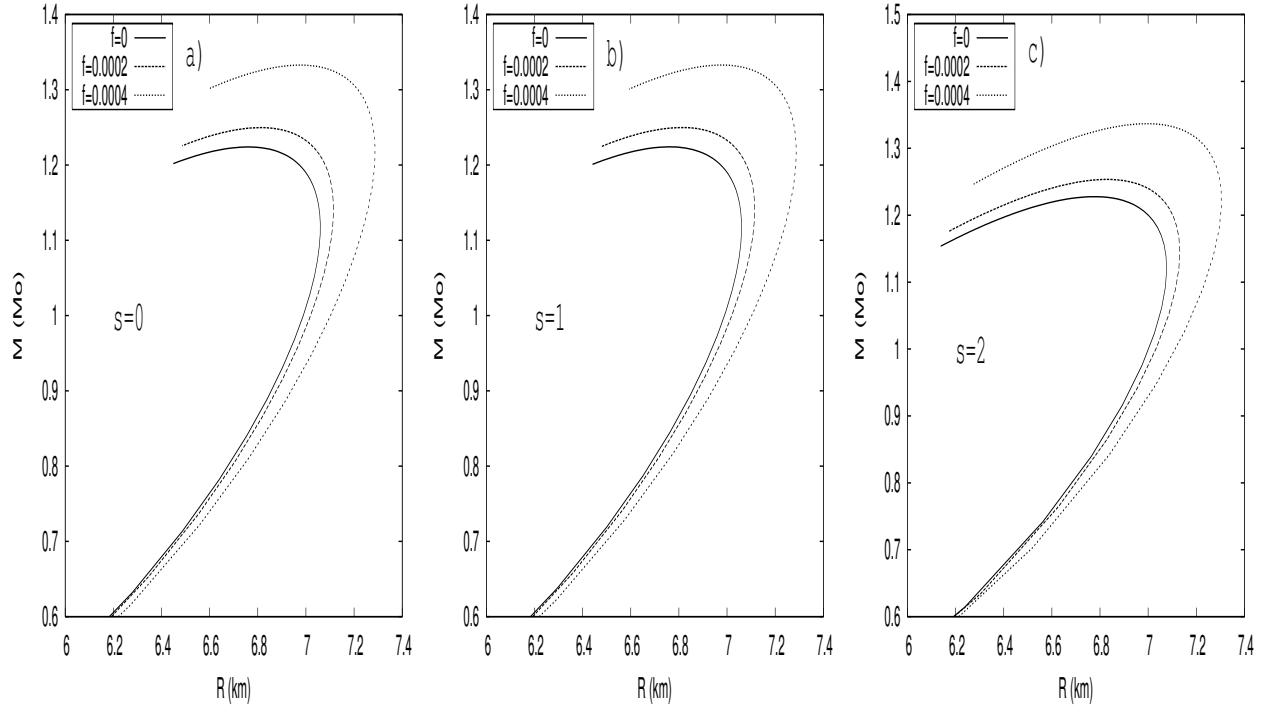 1.4
1.3
1.2
1.1
1
0.9
0.8
0.7
0.6
6
6.2
6.4
6.6
6.8
7
7.2
7.4
M (Mo)
R (km)
f=0
f=0.0002
f=0.0004
a)
s=0
1.4
1.3
1.2
1.1
1
0.9
0.8
0.7
0.6
6
6.2
6.4
6.6
6.8
7
7.2
7.4
M (Mo)
R (km)
f=0
f=0.0002
f=0.0004
b)
s=1
1.5
1.4
1.3
1.2
1.1
1
0.9
0.8
0.7
0.6
6
6.2
6.4
6.6
6.8
7
7.2
7.4
M (Mo)
R (km)
f=0
f=0.0002
f=0.0004
c)
s=2